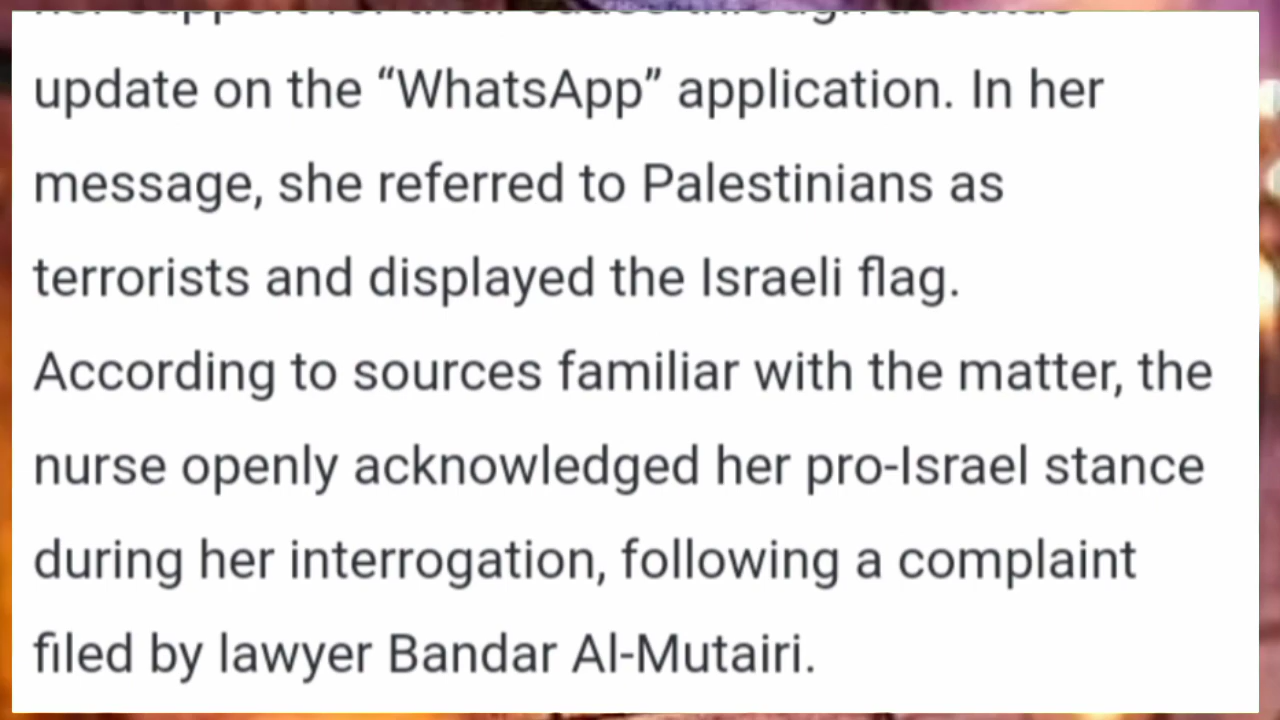 update on the “WhatsApp” application. In her
message, she referred to Palestinians as
terrorists and displayed the Israeli flag.
According to sources familiar with the matter, the
nurse openly acknowledged her pro-Israel stance
during her interrogation, following a complaint
filed by lawyer Bandar Al-Mutairi.